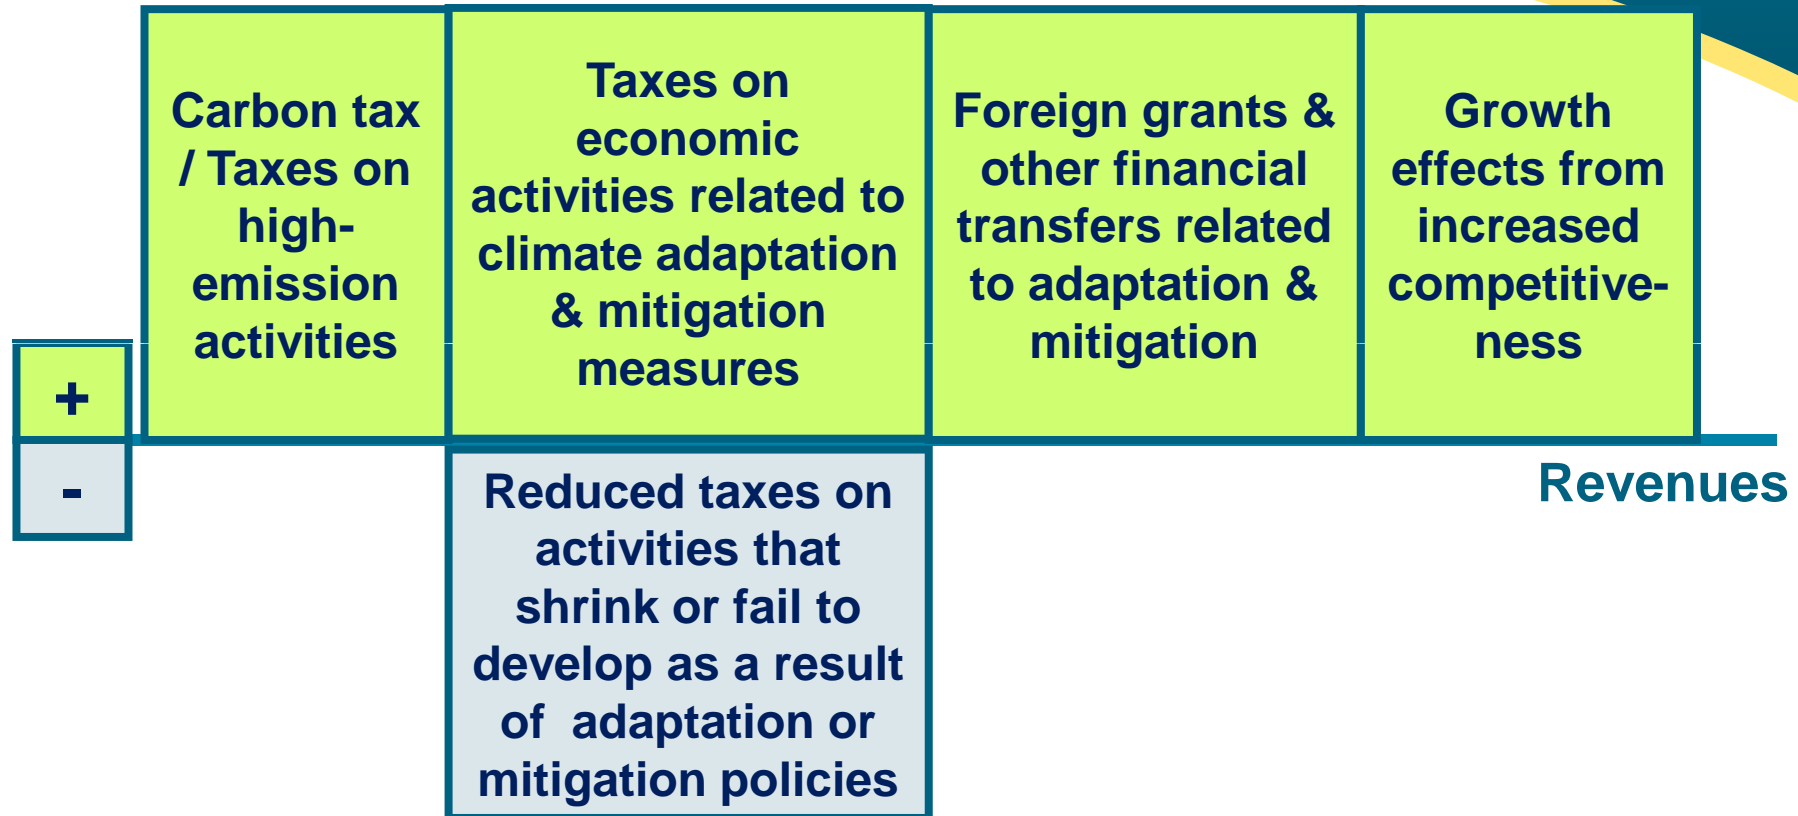 Carbon tax
/ Taxes on
high-
emission
activities
Taxes on
economic
activities related to
climate adaptation
& mitigation
measures
Foreign grants &
other financial
transfers related
to adaptation &
mitigation
Growth
effects from
increased
competitive-
ness
+
-
Revenues
Reduced taxes on
activities that
shrink or fail to
develop as a result
of  adaptation or
mitigation policies